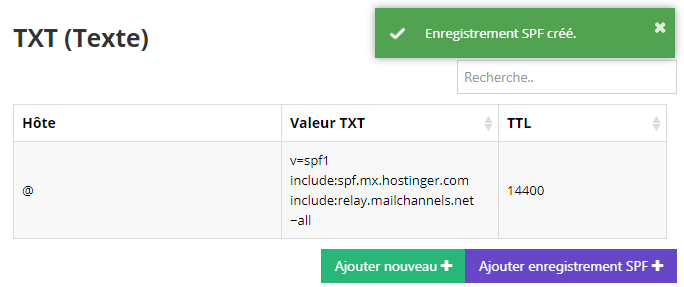 TXT (Texte)
Enregistrement SPF créé.
Recherche..
Hôte Valeur TXT TTL
@ v=spf1 14400
include:spf.mx.hostinger.com
include:relay.mailchannels.net
−all
Ajouter nouveau Ajouter enregistrement SPF